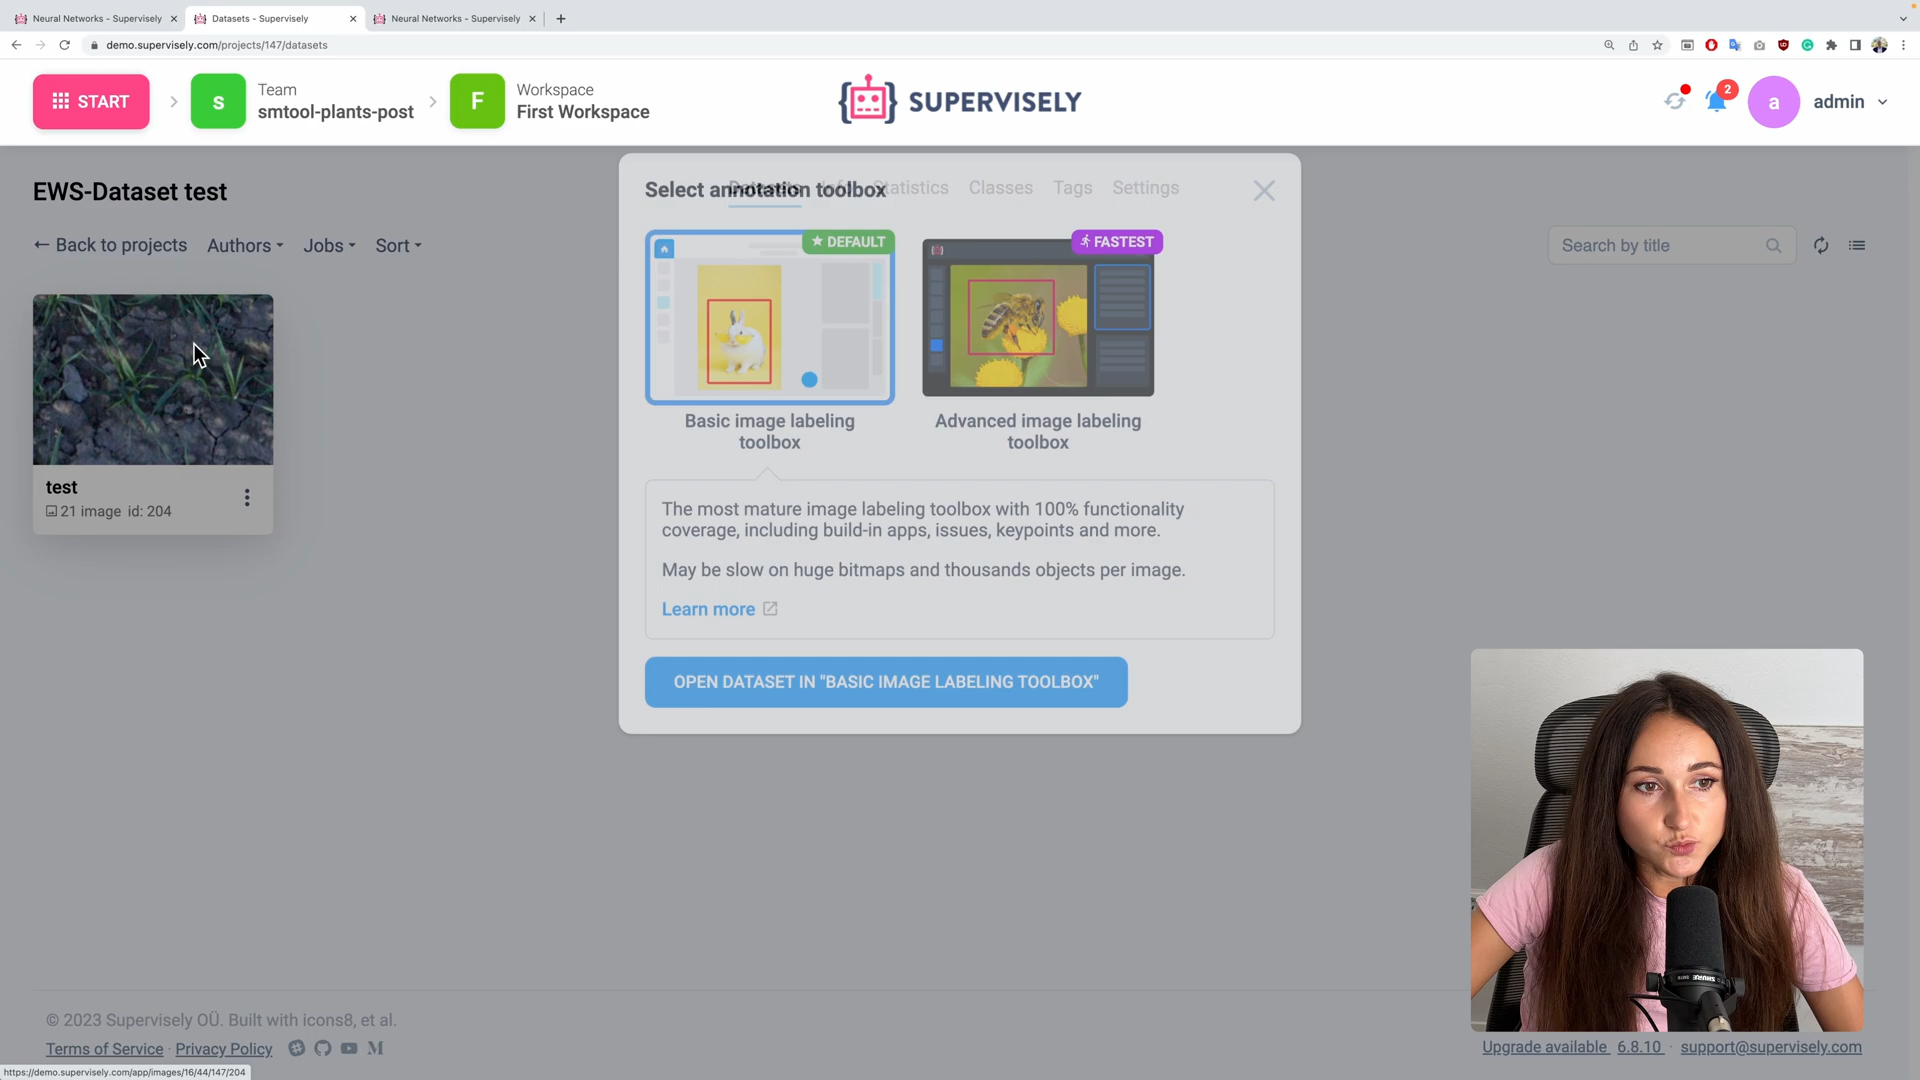 Neural Networks - Supervisely
Datasets - Supervisely
Neural Networks - Supervisely
demo.supervisely.com/projects/147/datasets
START
S
Team
smtool-plants-post
F
Workspace
First Workspace
SUPERVISELY
2
a
admin
EWS-Dataset test
Select annotation toolbox
Statistics
Classes
Tags
Settings
← Back to projects
Authors
Jobs
Sort
Search by title
DEFAULT
FASTEST
Basic image labeling
toolbox
Advanced image labeling
toolbox
test
21 image id: 204
The most mature image labeling toolbox with 100% functionality
coverage, including build-in apps, issues, keypoints and more.
May be slow on huge bitmaps and thousands objects per image.
Learn more
OPEN DATASET IN "BASIC IMAGE LABELING TOOLBOX"
SHURE
© 2023 Supervisely OÜ. Built with icons8, et al.
Terms of Service · Privacy Policy
Upgrade available 6.8.10 · support@supervisely.com
https://demo.supervisely.com/app/images/16/44/147/204